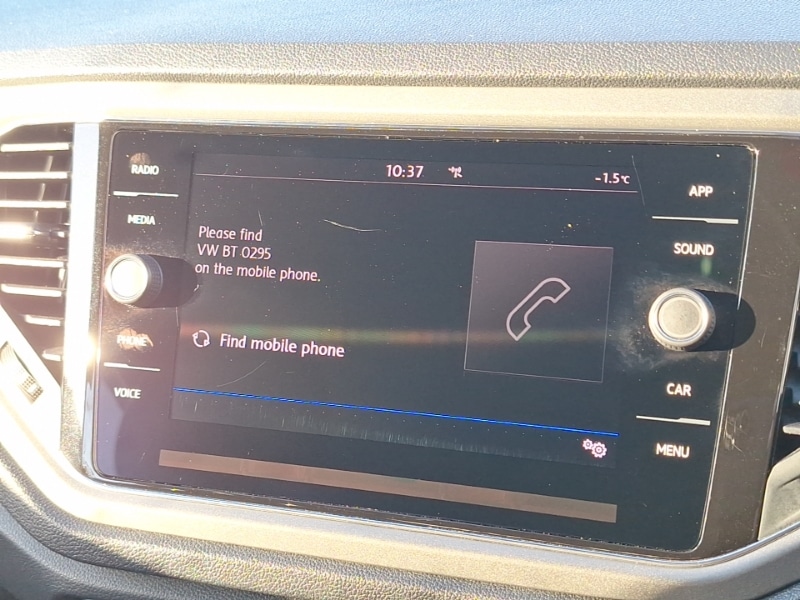 RADIO
MEDIA
PHONE
VOICE
10:37
-1.5°C
Please find
VW BT 0295
on the mobile phone.
Find mobile phone
APP
SOUND
CAR
MENU